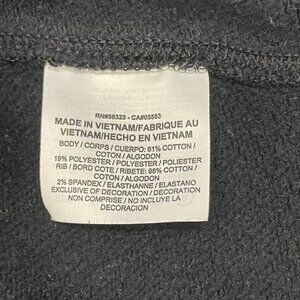 RN#56323 - CA#05553
MADE IN VIETNAM/FABRIQUE AU
VIETNAM/HECHO EN VIETNAM
BODY / CORPS / CUERPO: 81% COTTON /
COTON / ALGODON
19% POLYESTER / POLYESTER / POLIESTER
RIB / BORD COTE / RIBETE: 98% COTTON /
COTON / ALGODON
2% SPANDEX / ELASTHANNE / ELASTANO
EXCLUSIVE OF DECORATION / DECORATION
NON COMPRISE / NO INCLUYE LA
DECORACION